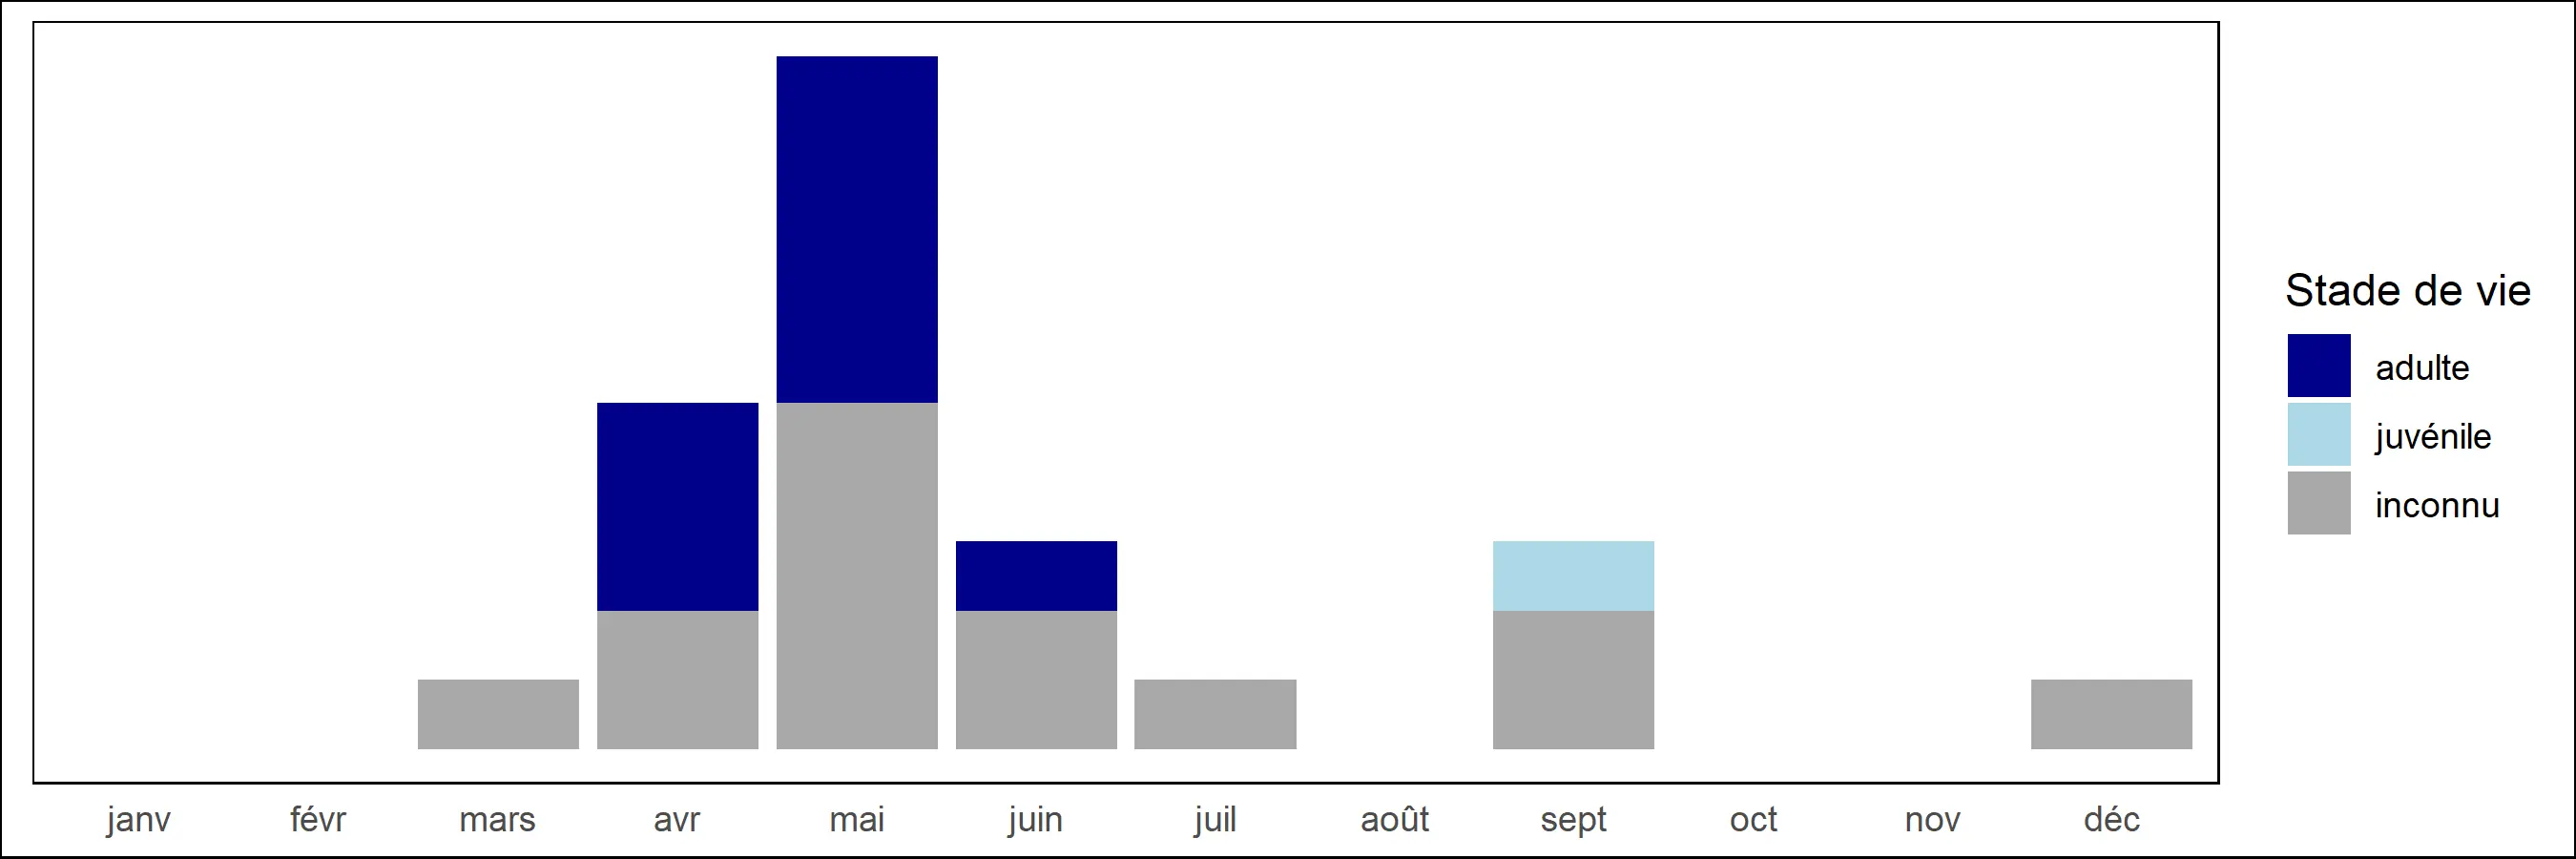 Stade de vie
adulte
juvénile
inconnu
janv févr mars avr mai juin juil août sept oct nov déc